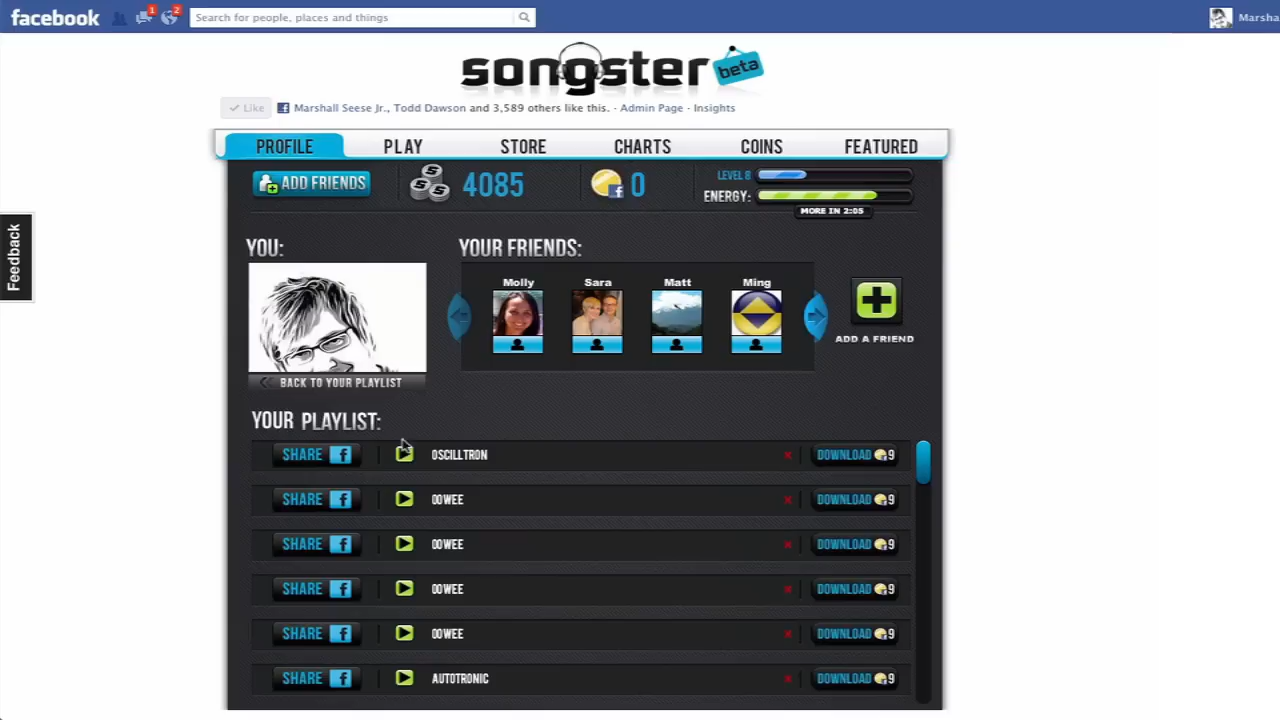 facebook
1
2
Search for people, places and things
Marsha
songster
beta
Like
Marshall Seese Jr., Todd Dawson and 3,589 others like this. · Admin Page · Insights
PROFILE PLAY STORE CHARTS COINS FEATURED
ADD FRIENDS
4085
0
LEVEL 8
ENERGY:
MORE IN 2:05
Feedback
YOU:
YOUR FRIENDS:
Molly Sara Matt Ming
ADD A FRIEND
BACK TO YOUR PLAYLIST
YOUR PLAYLIST:
SHARE f OSCILLTRON x DOWNLOAD 9
SHARE f OOWEE DOWNLOAD 9
SHARE f OOWEE x DOWNLOAD 9
SHARE f OOWEE x DOWNLOAD 9
SHARE f OOWEE x DOWNLOAD 9
SHARE f AUTOTRONIC x DOWNLOAD 9